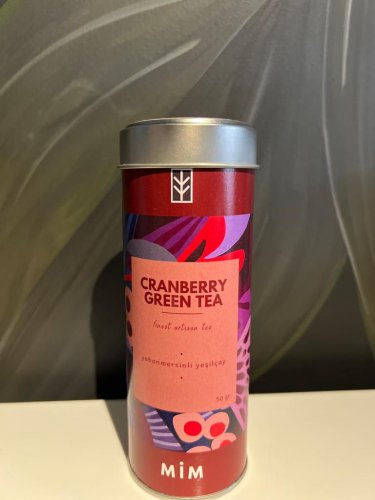 CRANBERRY
GREEN TEA
finest artisan tea
yabanmersinli yeşilçay
50 gr
MİM